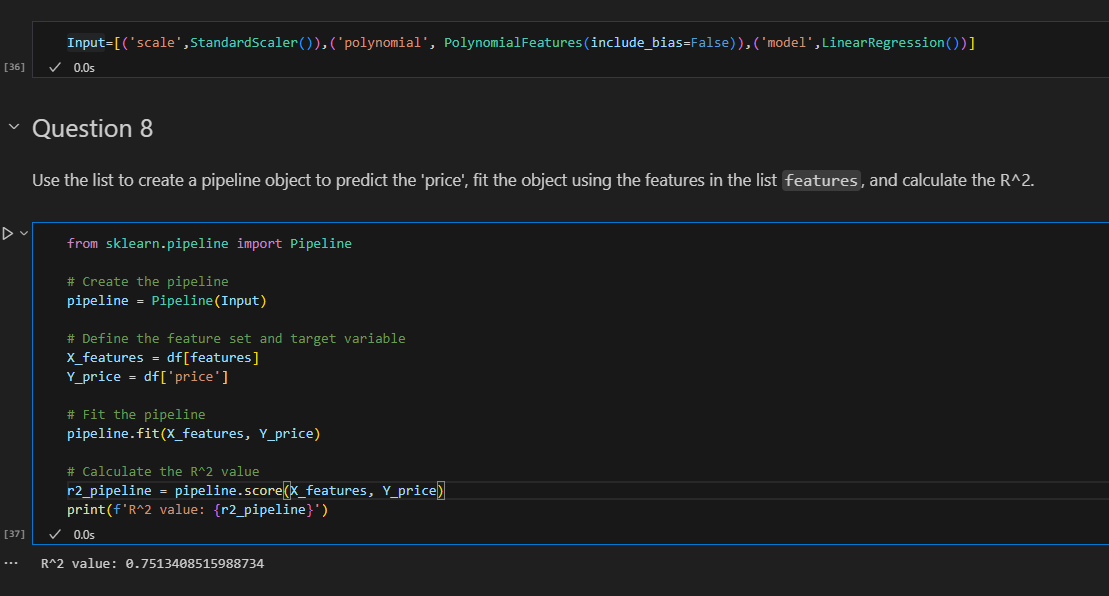 Input=[('scale',StandardScaler()),('polynomial', PolynomialFeatures(include_bias=False)),('model',LinearRegression())]
[36]
0.0s
Question 8
Use the list to create a pipeline object to predict the 'price', fit the object using the features in the list features, and calculate the R^2.
from sklearn.pipeline import Pipeline
# Create the pipeline
pipeline = Pipeline(Input)
# Define the feature set and target variable
X_features = df[features]
Y_price = df['price']
# Fit the pipeline
pipeline.fit(X_features, Y_price)
# Calculate the R^2 value
r2_pipeline = pipeline.score(X_features, Y_price)
print(f'R^2 value: {r2_pipeline}')
[37]
0.0s
... R^2 value: 0.7513408515988734